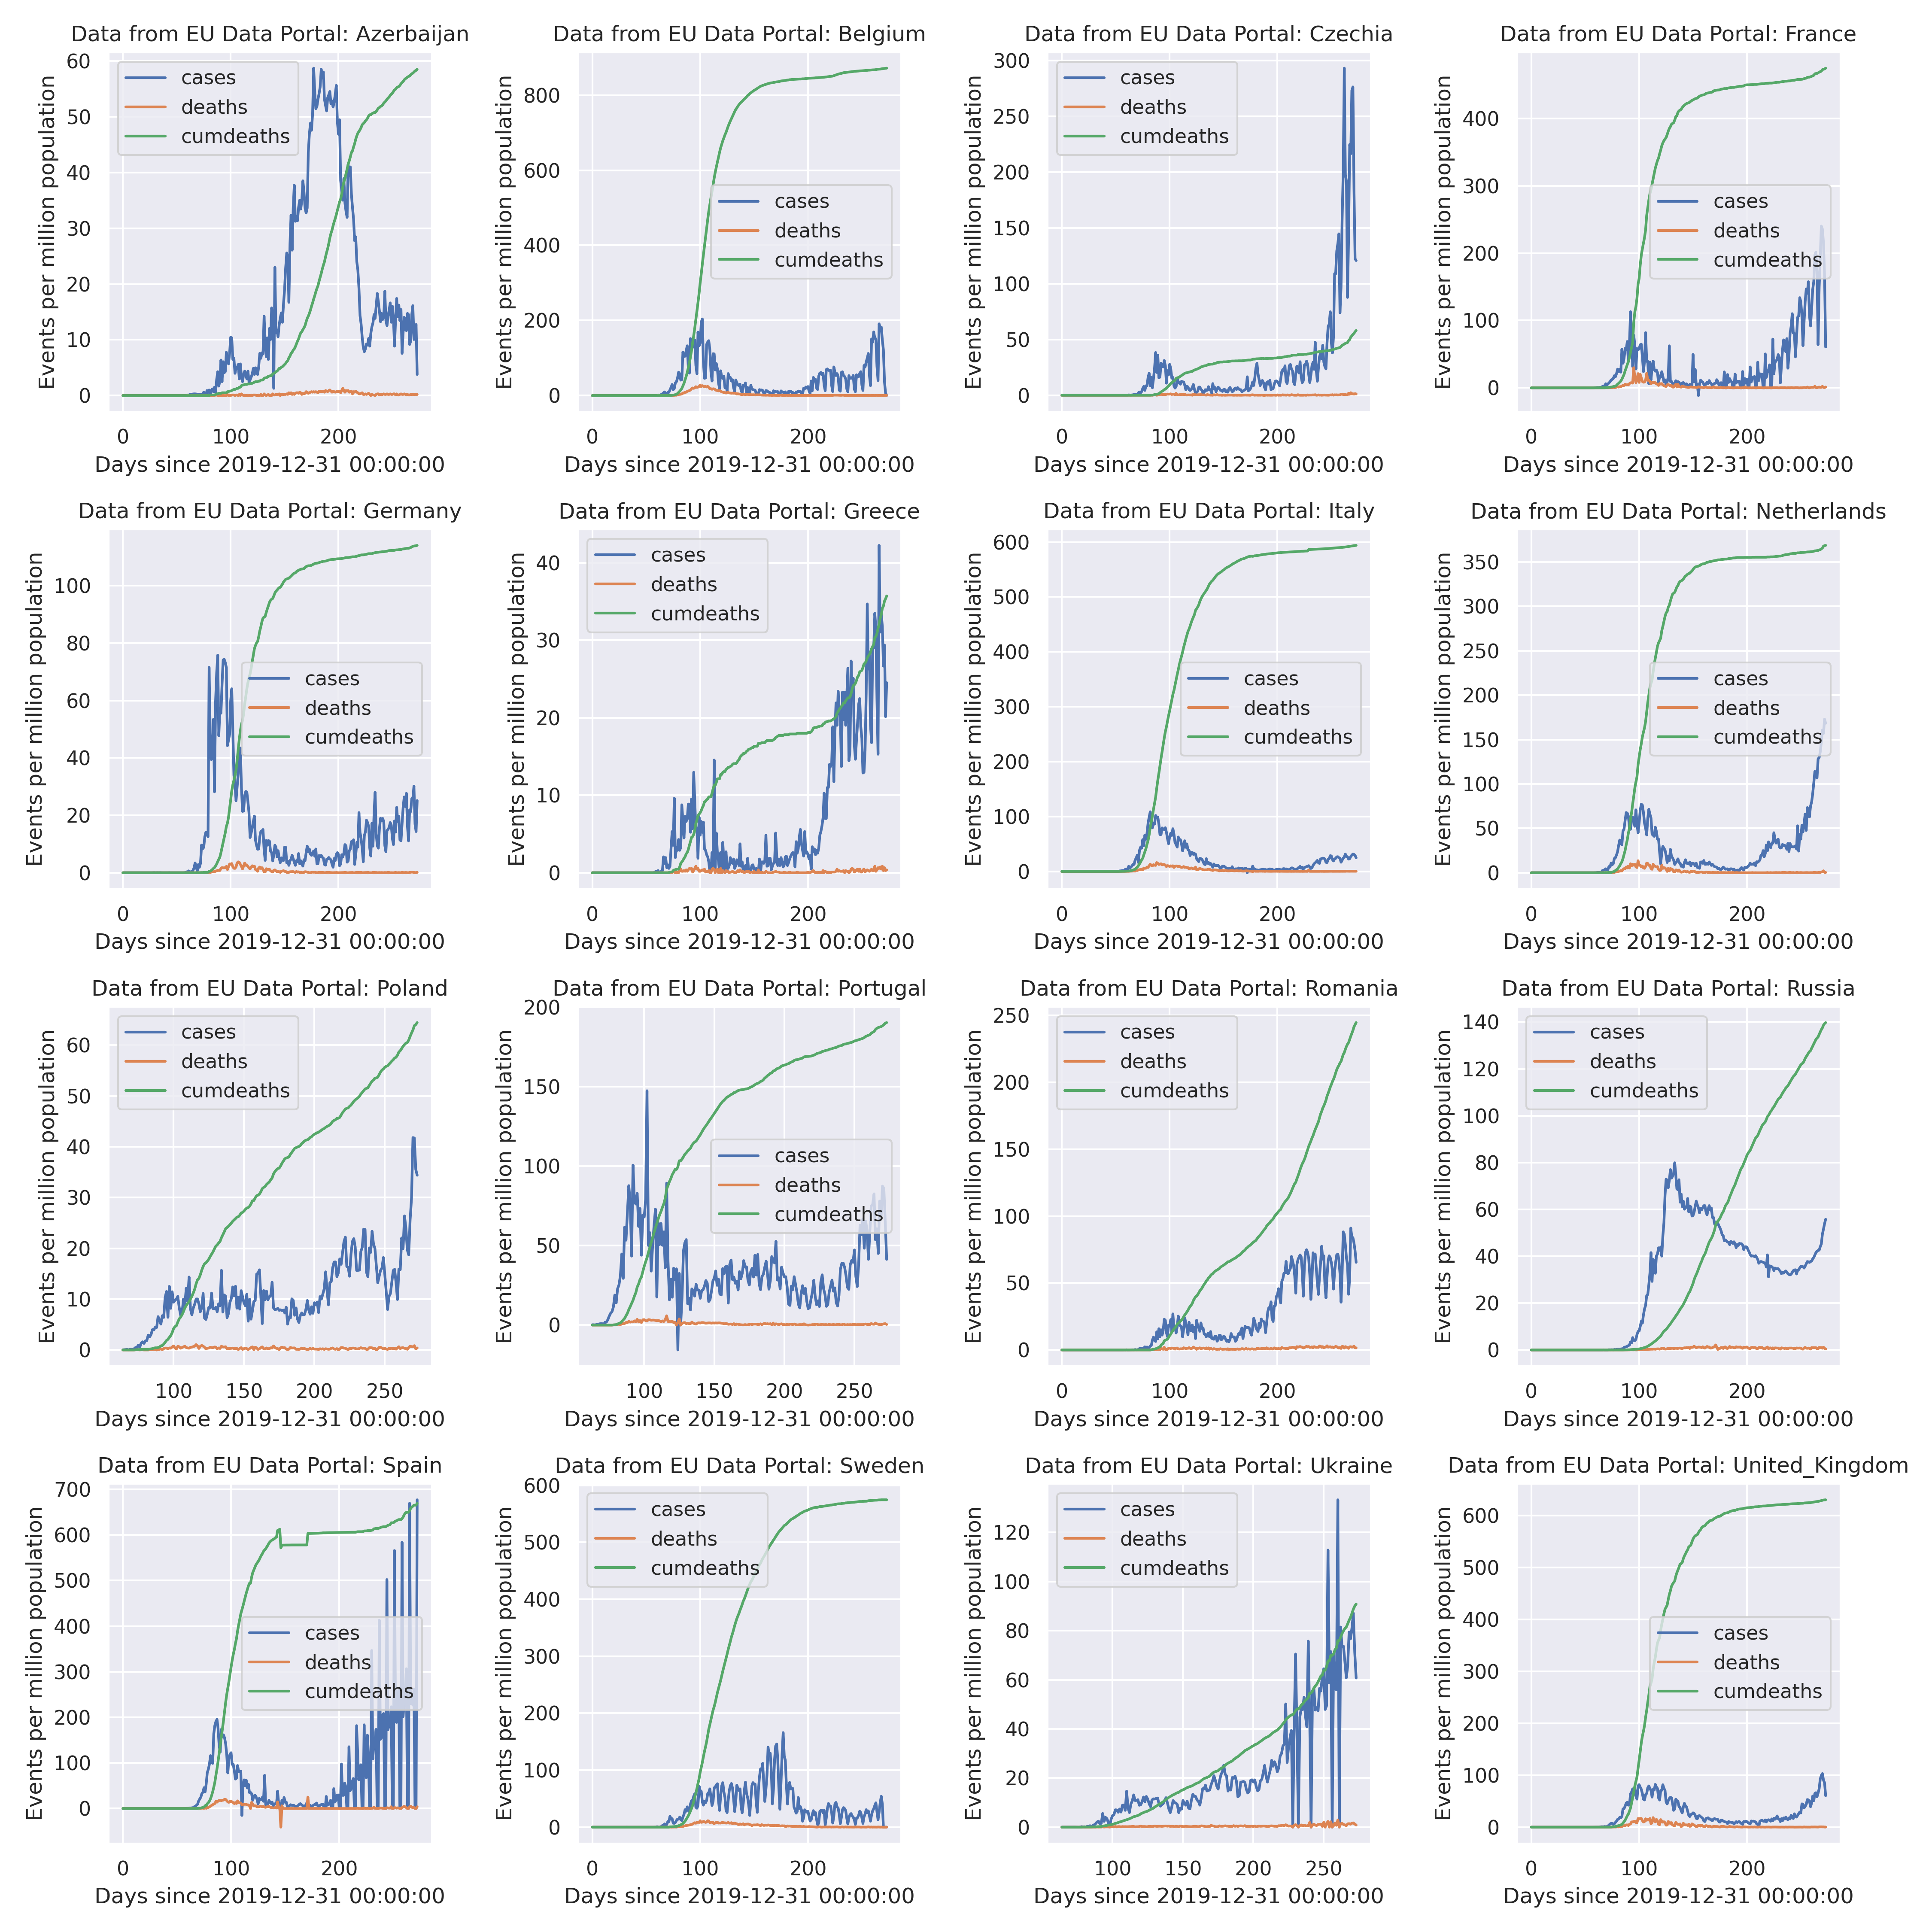 Data from EU Data Portal: Azerbaijan
Events per million population
60
50
40
30
20
10
0
cases
deaths
cumdeaths
0 100 200
Days since 2019-12-31 00:00:00
Data from EU Data Portal: Belgium
Events per million population
800
600
400
200
0
cases
deaths
cumdeaths
0 100 200
Days since 2019-12-31 00:00:00
Data from EU Data Portal: Czechia
Events per million population
300
250
200
150
100
50
0
cases
deaths
cumdeaths
0 100 200
Days since 2019-12-31 00:00:00
Data from EU Data Portal: France
Events per million population
400
300
200
100
0
cases
deaths
cumdeaths
0 100 200
Days since 2019-12-31 00:00:00
Data from EU Data Portal: Germany
Events per million population
100
80
60
40
20
0
cases
deaths
cumdeaths
0 100 200
Days since 2019-12-31 00:00:00
Data from EU Data Portal: Greece
Events per million population
40
30
20
10
0
cases
deaths
cumdeaths
0 100 200
Days since 2019-12-31 00:00:00
Data from EU Data Portal: Italy
Events per million population
600
500
400
300
200
100
0
cases
deaths
cumdeaths
0 100 200
Days since 2019-12-31 00:00:00
Data from EU Data Portal: Netherlands
Events per million population
350
300
250
200
150
100
50
0
cases
deaths
cumdeaths
0 100 200
Days since 2019-12-31 00:00:00
Data from EU Data Portal: Poland
Events per million population
60
50
40
30
20
10
0
cases
deaths
cumdeaths
100 150 200 250
Days since 2019-12-31 00:00:00
Data from EU Data Portal: Portugal
Events per million population
200
150
100
50
0
cases
deaths
cumdeaths
100 150 200 250
Days since 2019-12-31 00:00:00
Data from EU Data Portal: Romania
Events per million population
250
200
150
100
50
0
cases
deaths
cumdeaths
0 100 200
Days since 2019-12-31 00:00:00
Data from EU Data Portal: Russia
Events per million population
140
120
100
80
60
40
20
0
cases
deaths
cumdeaths
0 100 200
Days since 2019-12-31 00:00:00
Data from EU Data Portal: Spain
Events per million population
700
600
500
400
300
200
100
0
cases
deaths
cumdeaths
0 100 200
Days since 2019-12-31 00:00:00
Data from EU Data Portal: Sweden
Events per million population
600
500
400
300
200
100
0
cases
deaths
cumdeaths
0 100 200
Days since 2019-12-31 00:00:00
Data from EU Data Portal: Ukraine
Events per million population
120
100
80
60
40
20
0
cases
deaths
cumdeaths
100 150 200 250
Days since 2019-12-31 00:00:00
Data from EU Data Portal: United_Kingdom
Events per million population
600
500
400
300
200
100
0
cases
deaths
cumdeaths
0 100 200
Days since 2019-12-31 00:00:00